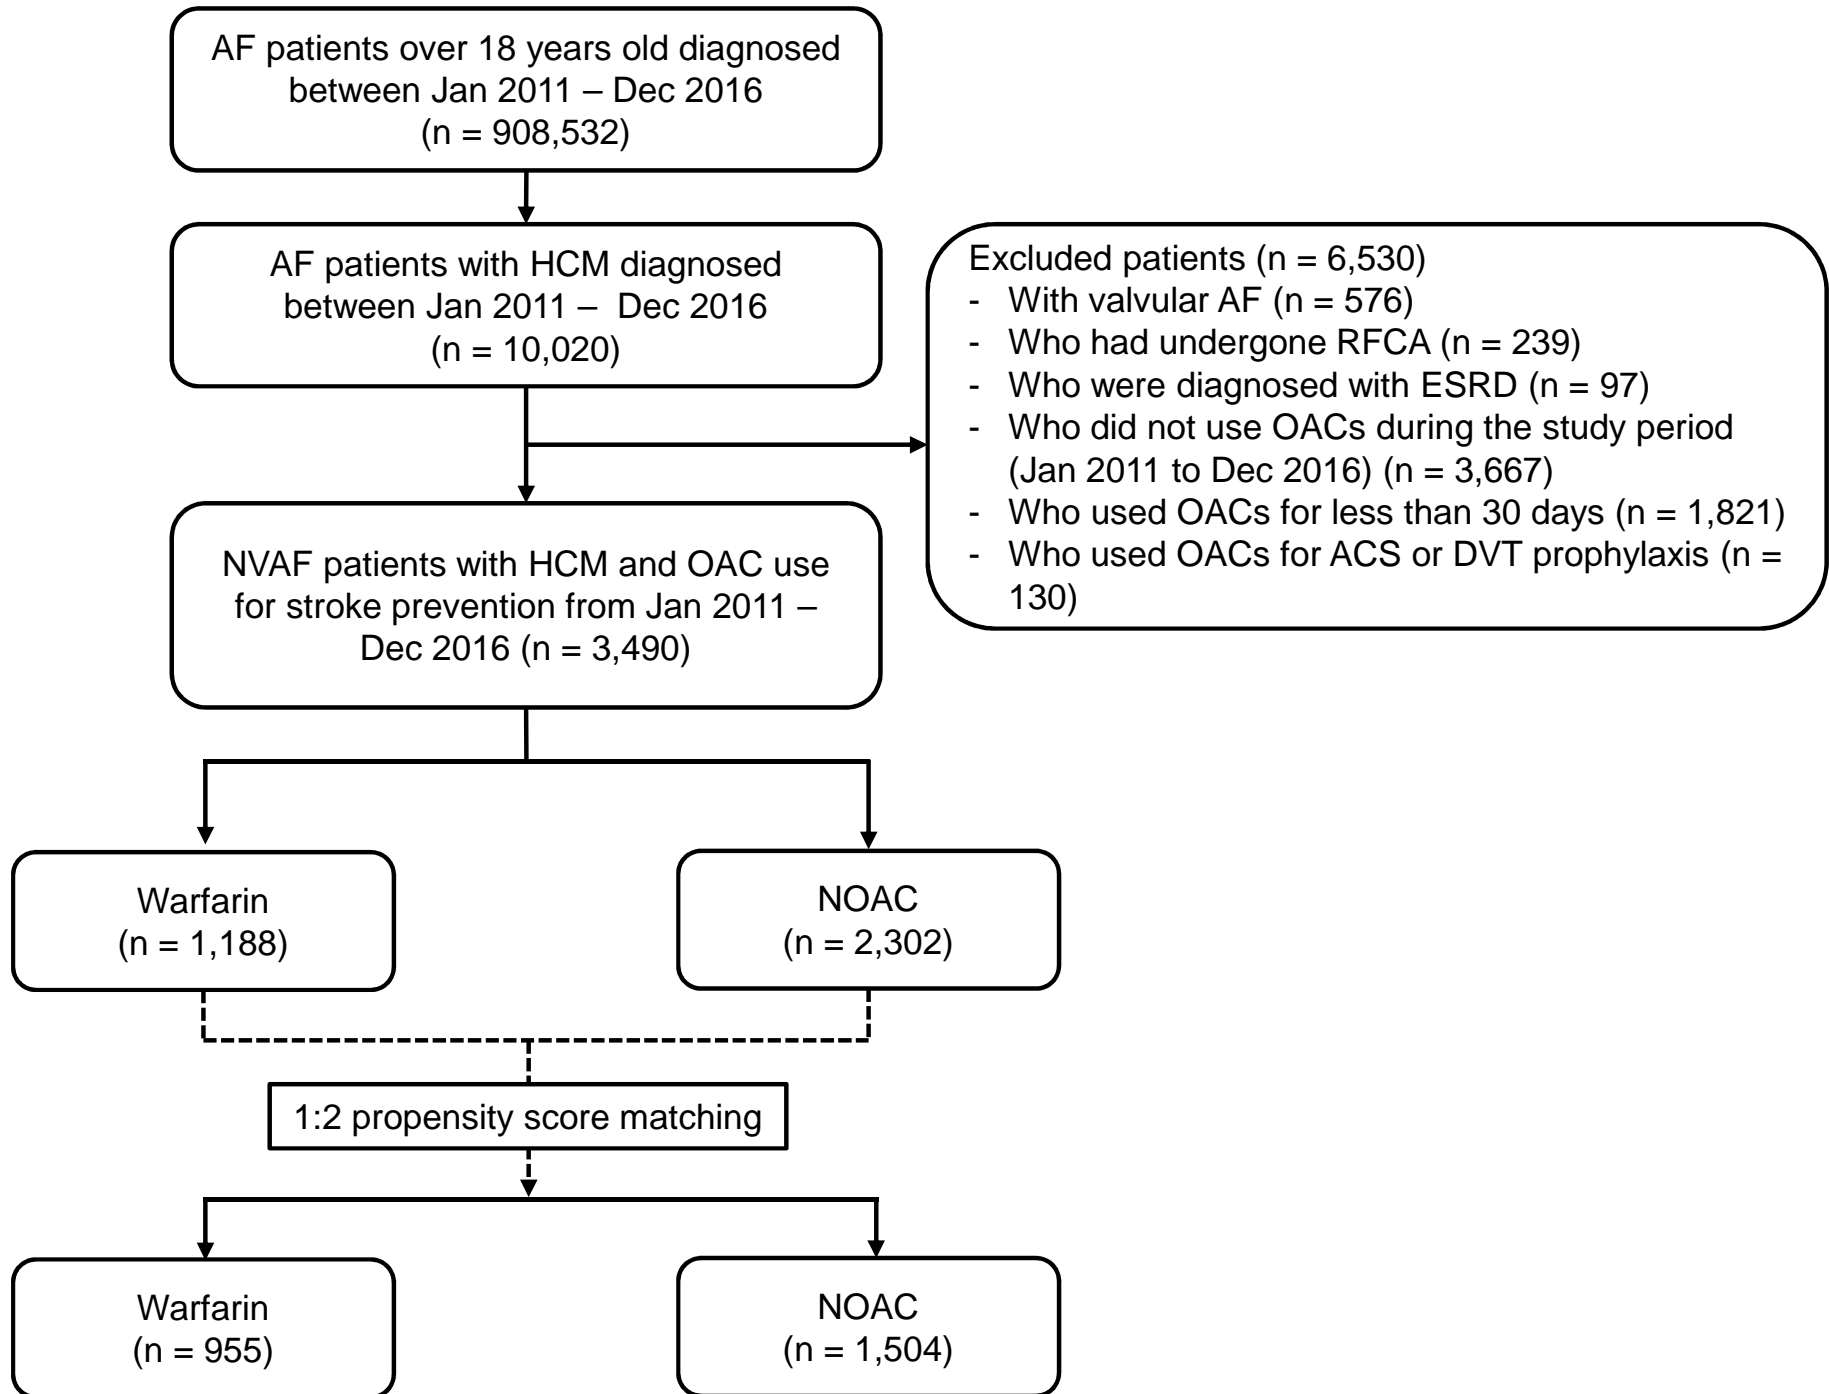 AF patients over 18 years old diagnosed
between Jan 2011 – Dec 2016
(n = 908,532)
AF patients with HCM diagnosed
between Jan 2011 –  Dec 2016
(n = 10,020)
Excluded patients (n = 6,530)
- With valvular AF (n = 576)
- Who had undergone RFCA (n = 239)
- Who were diagnosed with ESRD (n = 97)
- Who did not use OACs during the study period
(Jan 2011 to Dec 2016) (n = 3,667)
- Who used OACs for less than 30 days (n = 1,821)
- Who used OACs for ACS or DVT prophylaxis (n =
130)
NVAF patients with HCM and OAC use
for stroke prevention from Jan 2011 –
Dec 2016 (n = 3,490)
Warfarin
(n = 1,188)
NOAC
(n = 2,302)
1:2 propensity score matching
Warfarin
(n = 955)
NOAC
(n = 1,504)